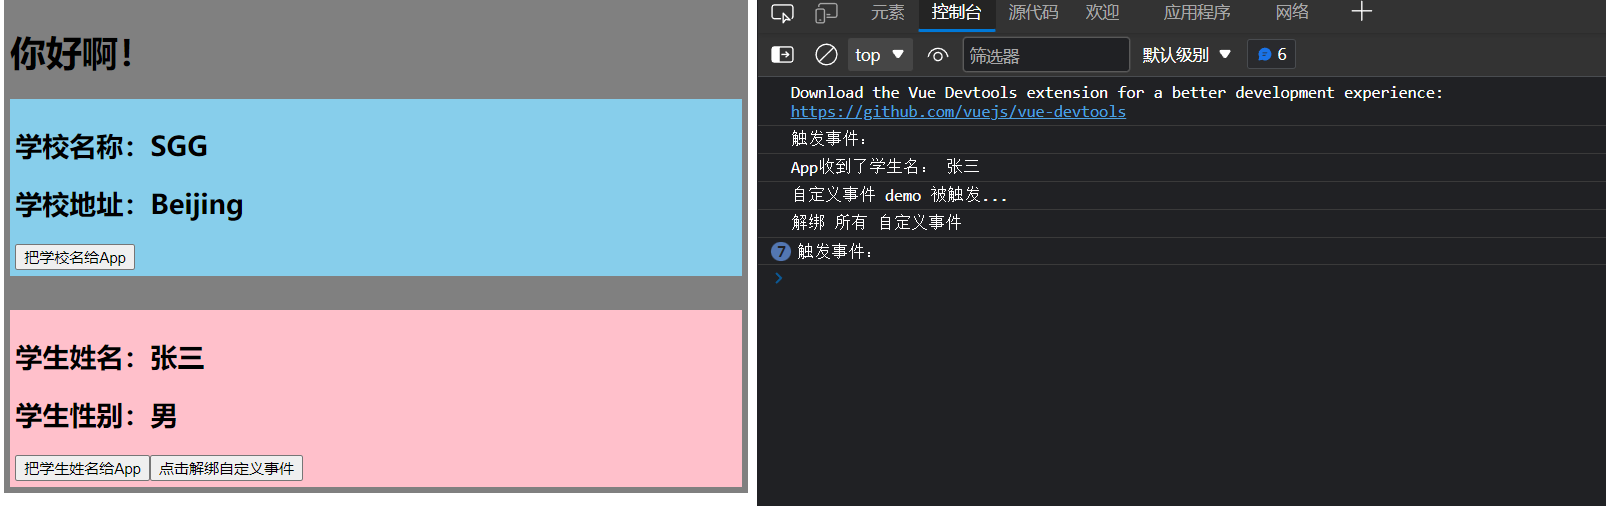 你好啊！
学校名称：SGG
学校地址：Beijing
把学校名给App
学生姓名：张三
学生性别：男
把学生姓名给App 点击解绑自定义事件
元素 控制台 源代码 欢迎 应用程序 网络
top 筛选器 默认级别 6
Download the Vue Devtools extension for a better development experience:
https://github.com/vuejs/vue-devtools
触发事件：
App收到了学生名： 张三
自定义事件 demo 被触发...
解绑 所有 自定义事件
7 触发事件：